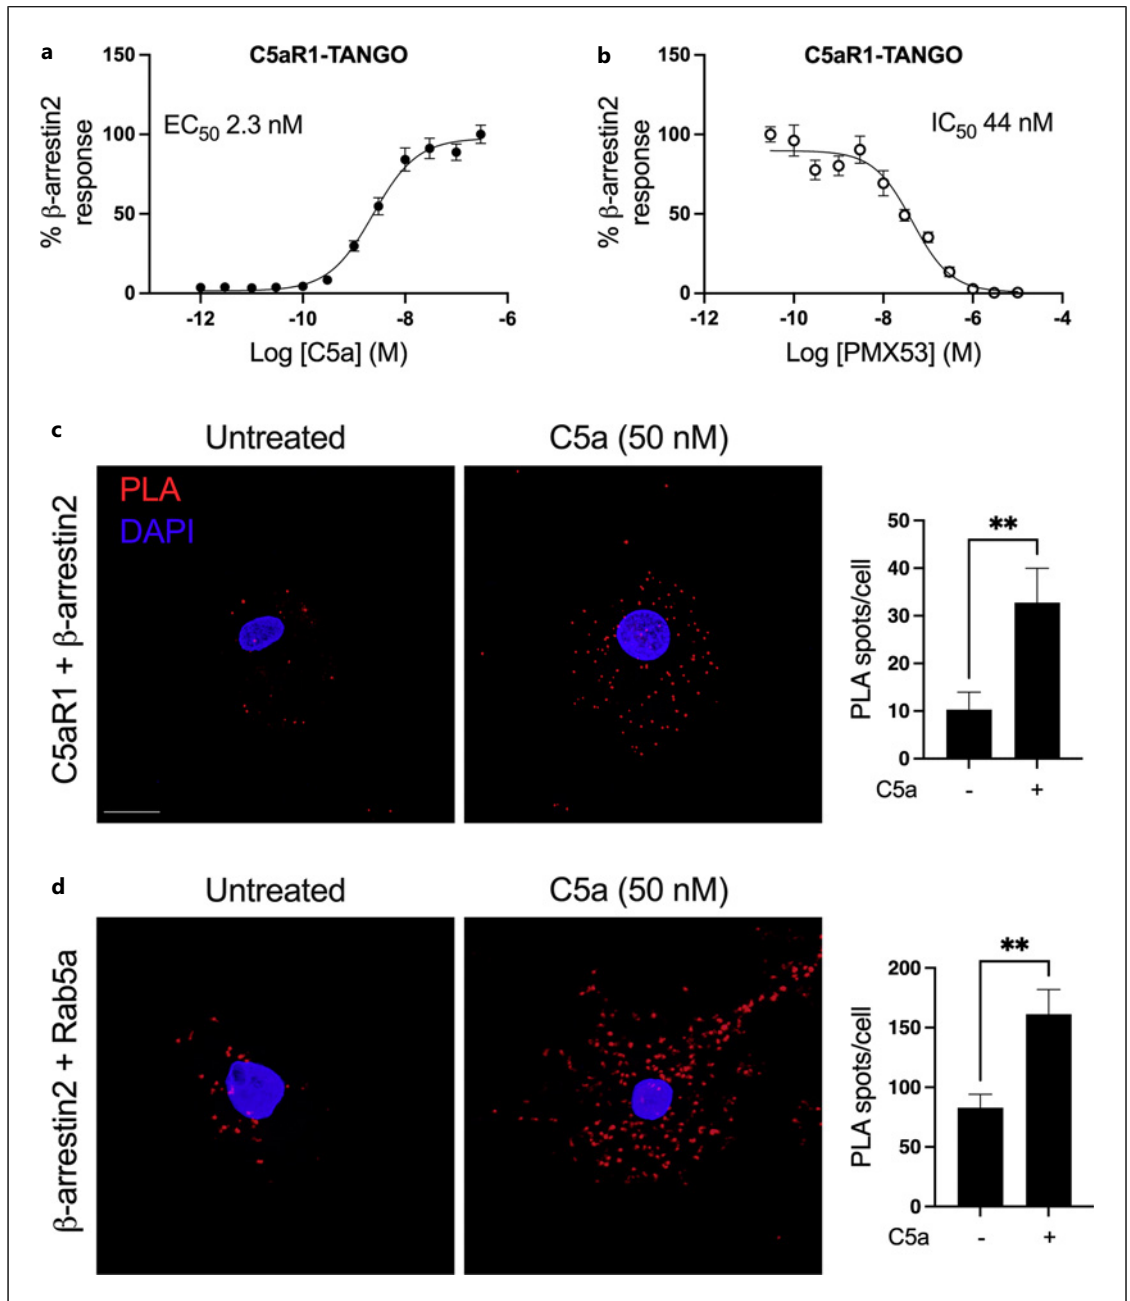 a
C5aR1-TANGO
150
100
50
0
% β-arrestin2
response
EC50 2.3 nM
-12
-10
-8
-6
Log [C5a] (M)
b
C5aR1-TANGO
150
100
50
0
% β-arrestin2
response
IC50 44 nM
-12
-10
-8
-6
-4
Log [PMX53] (M)
c
Untreated
C5a (50 nM)
C5aR1 + β-arrestin2
PLA
DAPI
PLA spots/cell
50
40
30
20
10
0
**
C5a - +
d
Untreated
C5a (50 nM)
β-arrestin2 + Rab5a
PLA spots/cell
200
150
100
50
0
**
C5a - +